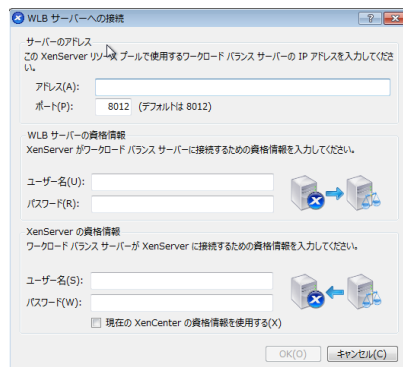 WLB サーバーへの接続
サーバーのアドレス
この XenServer リソース プールで使用するワークロード バランス サーバーの IP アドレスを入力してくださ
い。
アドレス(A):
ポート(P): 8012 (デフォルトは 8012)
WLB サーバーの資格情報
XenServer がワークロード バランス サーバーに接続するための資格情報を入力してください。
ユーザー名(U):
パスワード(R):
XenServer の資格情報
ワークロード バランス サーバーが XenServer に接続するための資格情報を入力してください。
ユーザー名(S):
パスワード(W):
現在の XenCenter の資格情報を使用する(X)
OK(O) キャンセル(C)